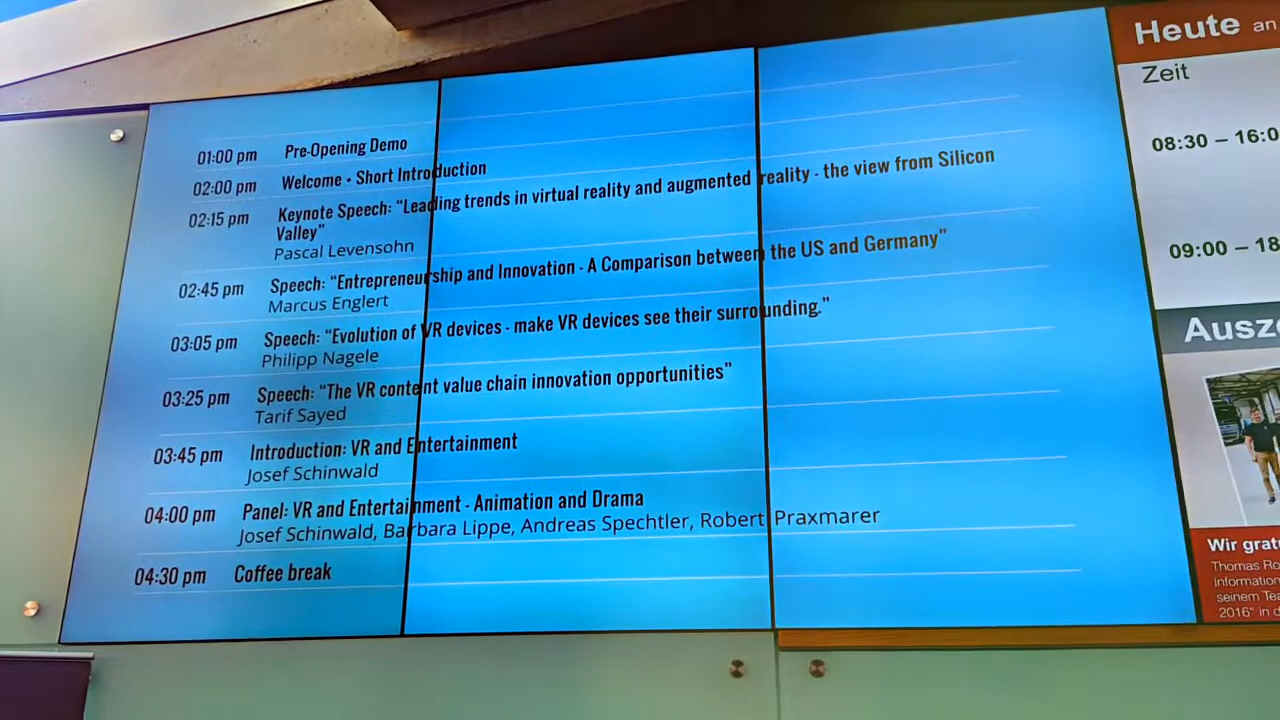 01:00 pm Pre-Opening Demo
02:00 pm Welcome + Short Introduction
02:15 pm Keynote Speech: "Leading trends in virtual reality and augmented reality - the view from Silicon
Valley"
Pascal Levensohn
02:45 pm Speech: "Entrepreneurship and Innovation - A Comparison between the US and Germany"
Marcus Englert
03:05 pm Speech: "Evolution of VR devices - make VR devices see their surrounding."
Philipp Nagele
03:25 pm Speech: "The VR content value chain innovation opportunities"
Tarif Sayed
03:45 pm Introduction: VR and Entertainment
Josef Schinwald
04:00 pm Panel: VR and Entertainment - Animation and Drama
Josef Schinwald, Barbara Lippe, Andreas Spechtler, Robert Praxmarer
04:30 pm Coffee break
Heute an
Zeit
08:30 – 16:0
09:00 – 18
Ausz
Wir grat
Thomas Ro
Information
seinem Tea
2016" in d